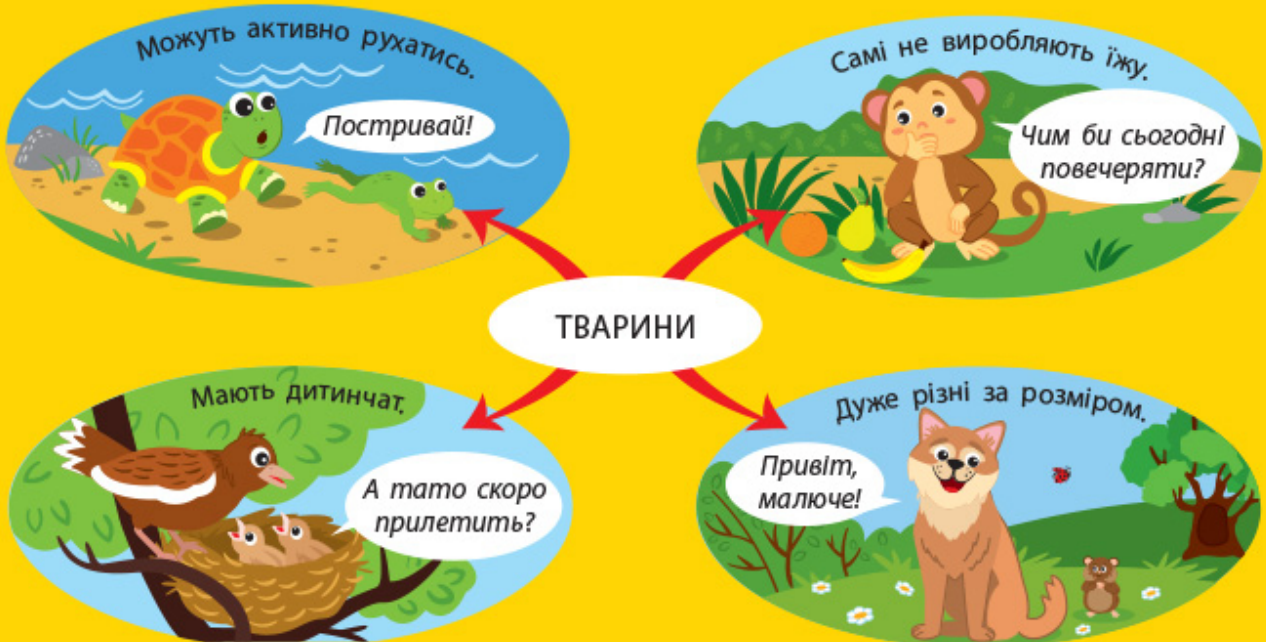 Можуть активно рухатись.
Постривай!
Самі не виробляють їжу.
Чим би сьогодні
повечеряти?
ТВАРИНИ
Мають дитинчат.
А тато скоро
прилетить?
Дуже різні за розміром.
Привіт,
малюче!